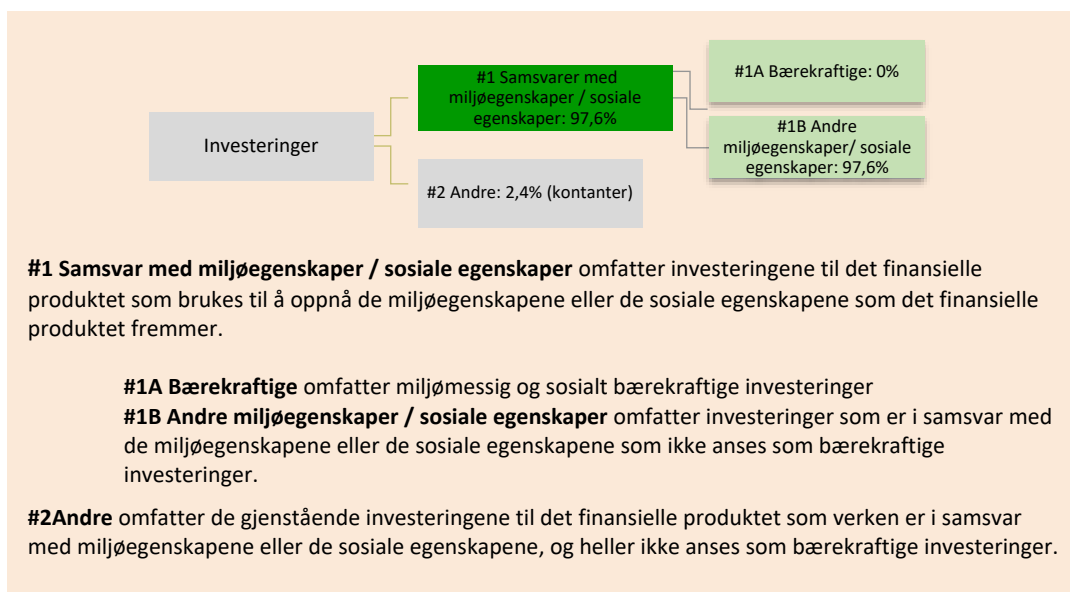 Investeringer
#1 Samsvarer med
miljøegenskaper / sosiale
egenskaper: 97,6%
#1A Bærekraftige: 0%
#1B Andre
miljøegenskaper/ sosiale
egenskaper: 97,6%
#2 Andre: 2,4% (kontanter)
#1 Samsvar med miljøegenskaper / sosiale egenskaper omfatter investeringene til det finansielle
produktet som brukes til å oppnå de miljøegenskapene eller de sosiale egenskapene som det finansielle
produktet fremmer.
#1A Bærekraftige omfatter miljømessig og sosialt bærekraftige investeringer
#1B Andre miljøegenskaper / sosiale egenskaper omfatter investeringer som er i samsvar med
de miljøegenskapene eller de sosiale egenskapene som ikke anses som bærekraftige
investeringer.
#2Andre omfatter de gjenstående investeringene til det finansielle produktet som verken er i samsvar
med miljøegenskapene eller de sosiale egenskapene, og heller ikke anses som bærekraftige investeringer.